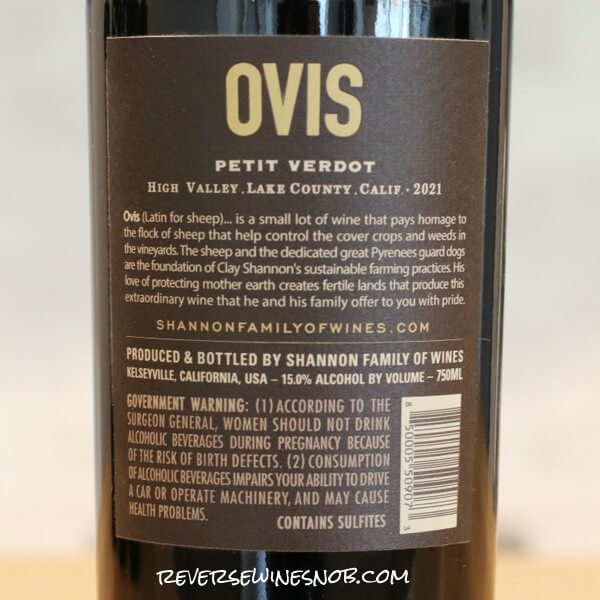 OVIS
PETIT VERDOT
HIGH VALLEY . LAKE COUNTY . CALIF. · 2021
Ovis (Latin for sheep)... is a small lot of wine that pays homage to
the flock of sheep that help control the cover crops and weeds in
the vineyards. The sheep and the dedicated great Pyrenees guard dogs
are the foundation of Clay Shannon's sustainable farming practices. His
love of protecting mother earth creates fertile lands that produce this
extraordinary wine that he and his family offer to you with pride.
SHANNONFAMILYOFWINES.COM
PRODUCED & BOTTLED BY SHANNON FAMILY OF WINES
KELSEYVILLE, CALIFORNIA, USA – 15.0% ALCOHOL BY VOLUME – 750ML
GOVERNMENT WARNING: (1) ACCORDING TO THE
SURGEON GENERAL, WOMEN SHOULD NOT DRINK
ALCOHOLIC BEVERAGES DURING PREGNANCY BECAUSE
OF THE RISK OF BIRTH DEFECTS. (2) CONSUMPTION
OF ALCOHOLIC BEVERAGES IMPAIRS YOUR ABILITY TO DRIVE
A CAR OR OPERATE MACHINERY, AND MAY CAUSE
HEALTH PROBLEMS.
CONTAINS SULFITES
8 50005 50907 3
REVERSEWINESNOB.COM